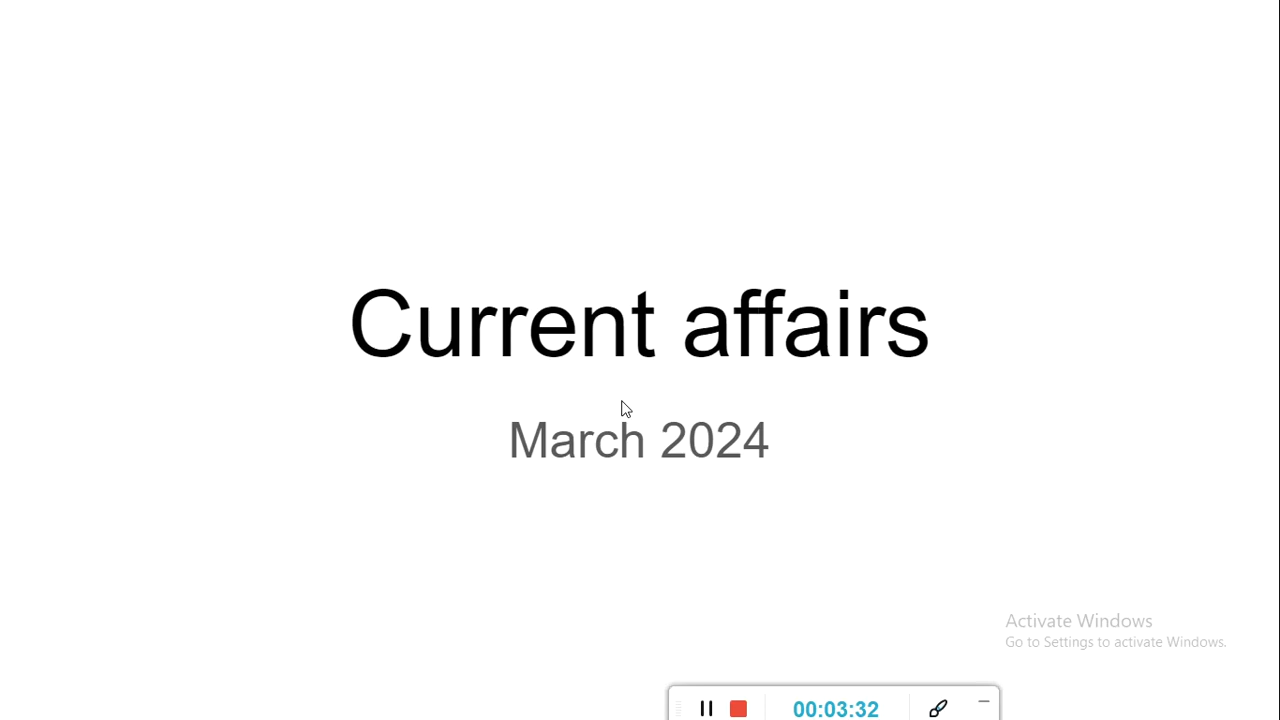 Current affairs
March 2024
Activate Windows
Go to Settings to activate Windows.
00:03:32